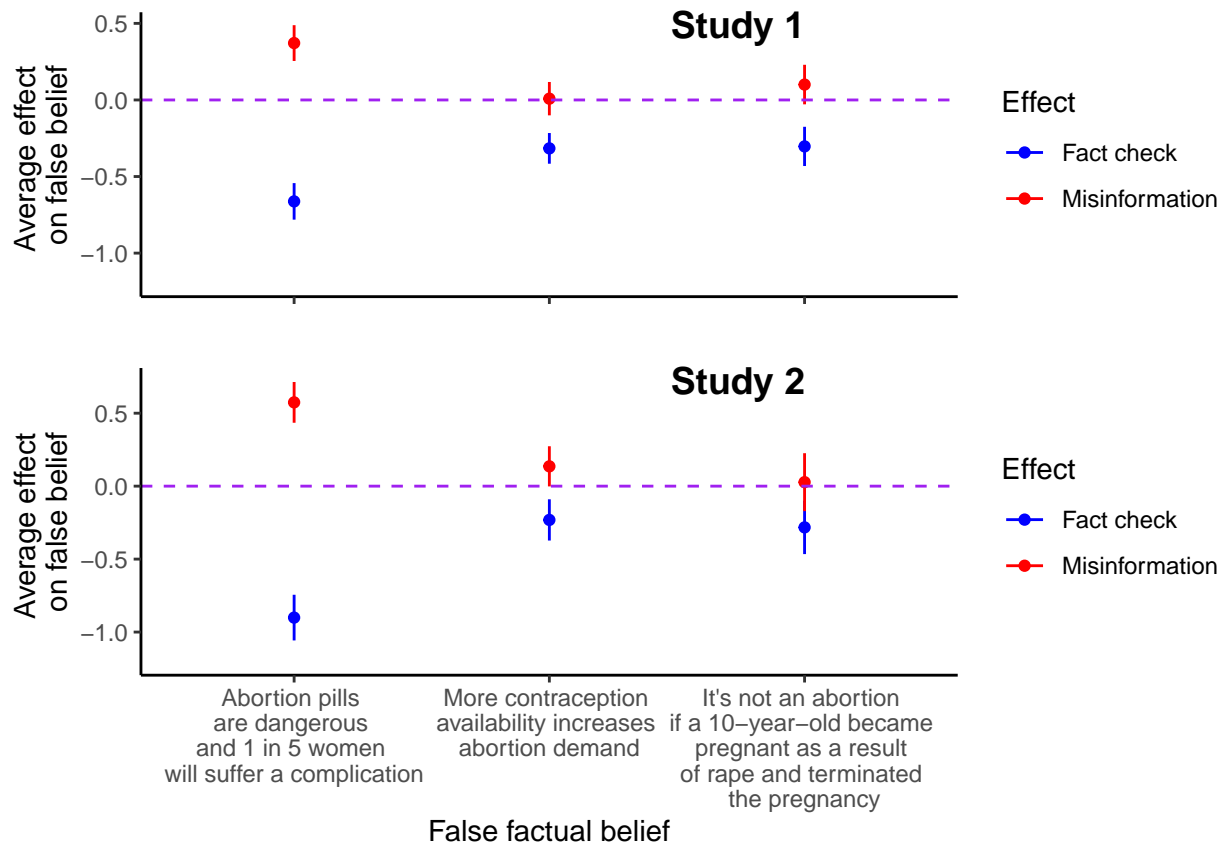 Study 1
Average effect
on false belief
0.5
0.0
−0.5
−1.0
Effect
Fact check
Misinformation
Study 2
Average effect
on false belief
0.5
0.0
−0.5
−1.0
Effect
Fact check
Misinformation
Abortion pills
are dangerous
and 1 in 5 women
will suffer a complication
More contraception
availability increases
abortion demand
It's not an abortion
if a 10−year−old became
pregnant as a result
of rape and terminated
the pregnancy
False factual belief